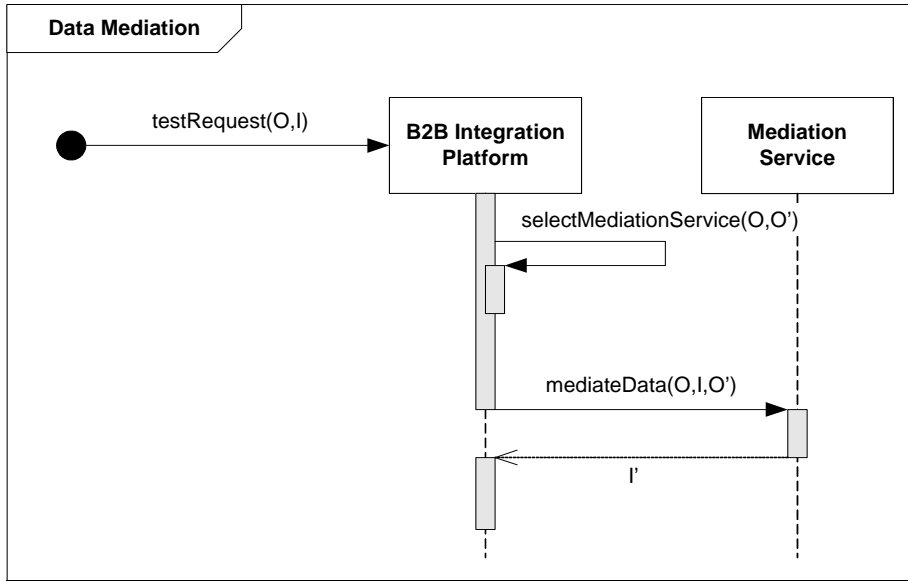 Data Mediation
testRequest(O,I)
B2B Integration
Platform
Mediation
Service
selectMediationService(O,O’)
mediateData(O,I,O’)
I’